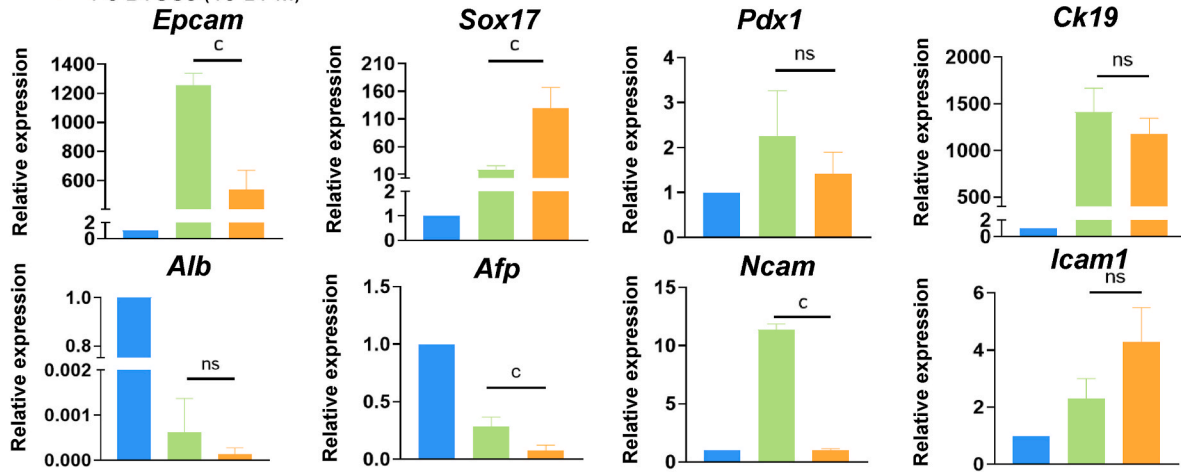 Epcam
Relative expression
1400
1200
1000
800
600
2
0
c
Sox17
Relative expression
210
160
110
60
10
2
1
0
c
Pdx1
Relative expression
4
3
2
1
0
ns
Ck19
Relative expression
2000
1500
1000
500
2
0
ns
Alb
Relative expression
1.0
0.8
0.002
0.001
0.000
ns
Afp
Relative expression
1.5
1.0
0.5
0.0
c
Ncam
Relative expression
15
10
5
0
c
Icam1
Relative expression
6
4
2
0
ns